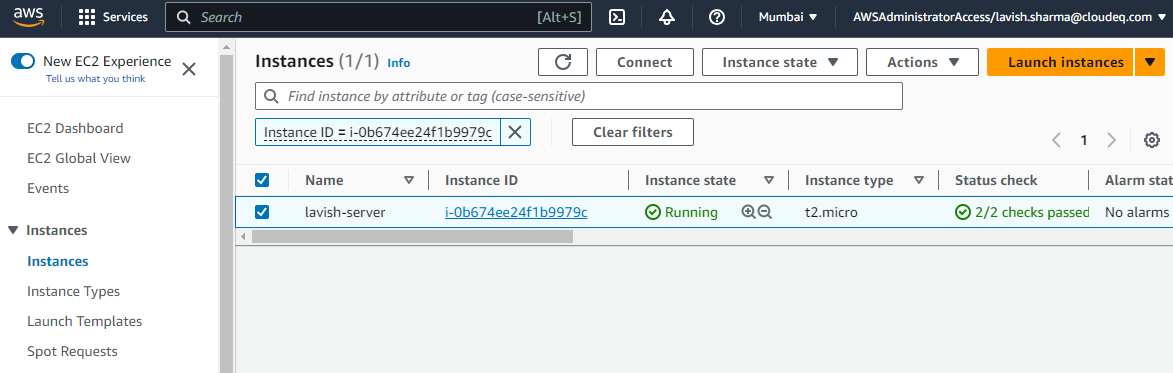 aws
Services
Search
[Alt+S]
Mumbai
AWSAdministratorAccess/lavish.sharma@cloudeq.com
New EC2 Experience
Tell us what you think
EC2 Dashboard
EC2 Global View
Events
Instances
Instances
Instance Types
Launch Templates
Spot Requests
Instances (1/1) Info
Connect
Instance state
Actions
Launch instances
Find instance by attribute or tag (case-sensitive)
Instance ID = i-0b674ee24f1b9979c
Clear filters
1
Name Instance ID Instance state Instance type Status check Alarm stat
lavish-server i-0b674ee24f1b9979c Running t2.micro 2/2 checks passed No alarms